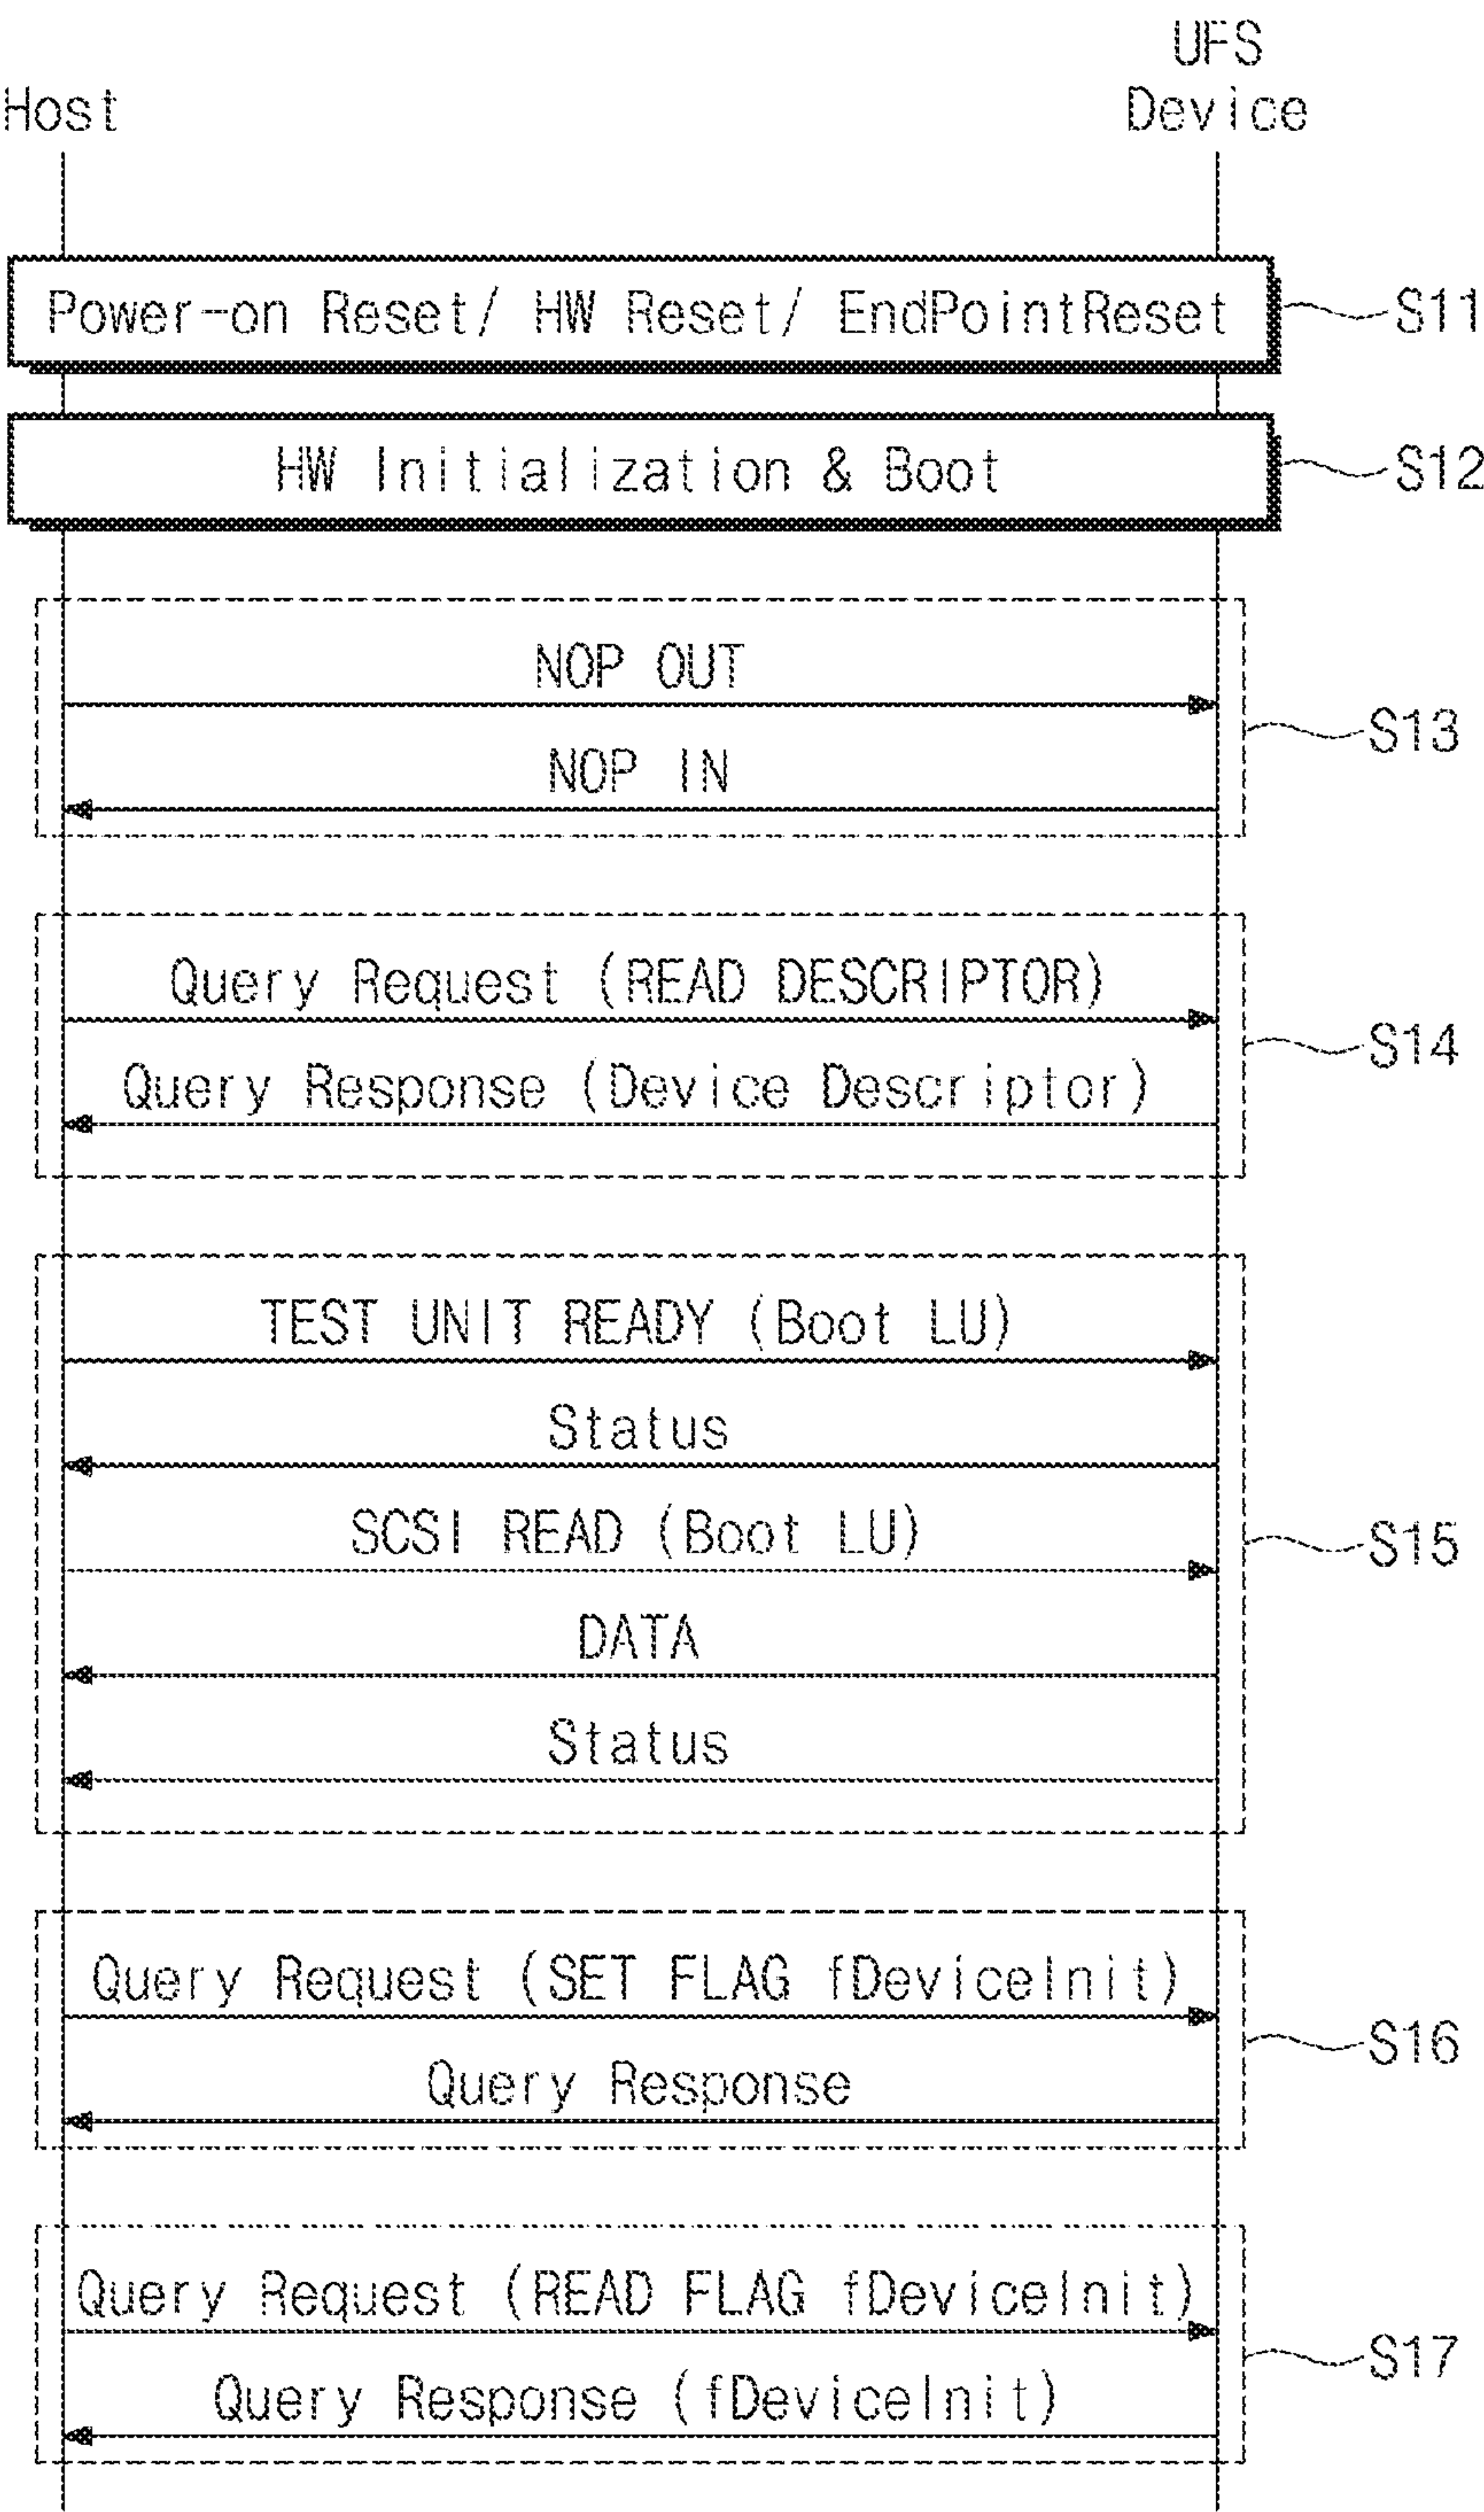 UFS
Host
Device
Power-on Reset/ HW Reset/ EndPointReset
S11
HW Initialization & Boot
S12
NOP OUT
NOP IN
S13
Query Request (READ DESCRIPTOR)
Query Response (Device Descriptor)
S14
TEST UNIT READY (Boot LU)
Status
SCSI READ (Boot LU)
S15
DATA
Status
Query Request (SET FLAG fDeviceInit)
Query Response
S16
Query Request (READ FLAG fDeviceInit)
Query Response (fDeviceInit)
S17